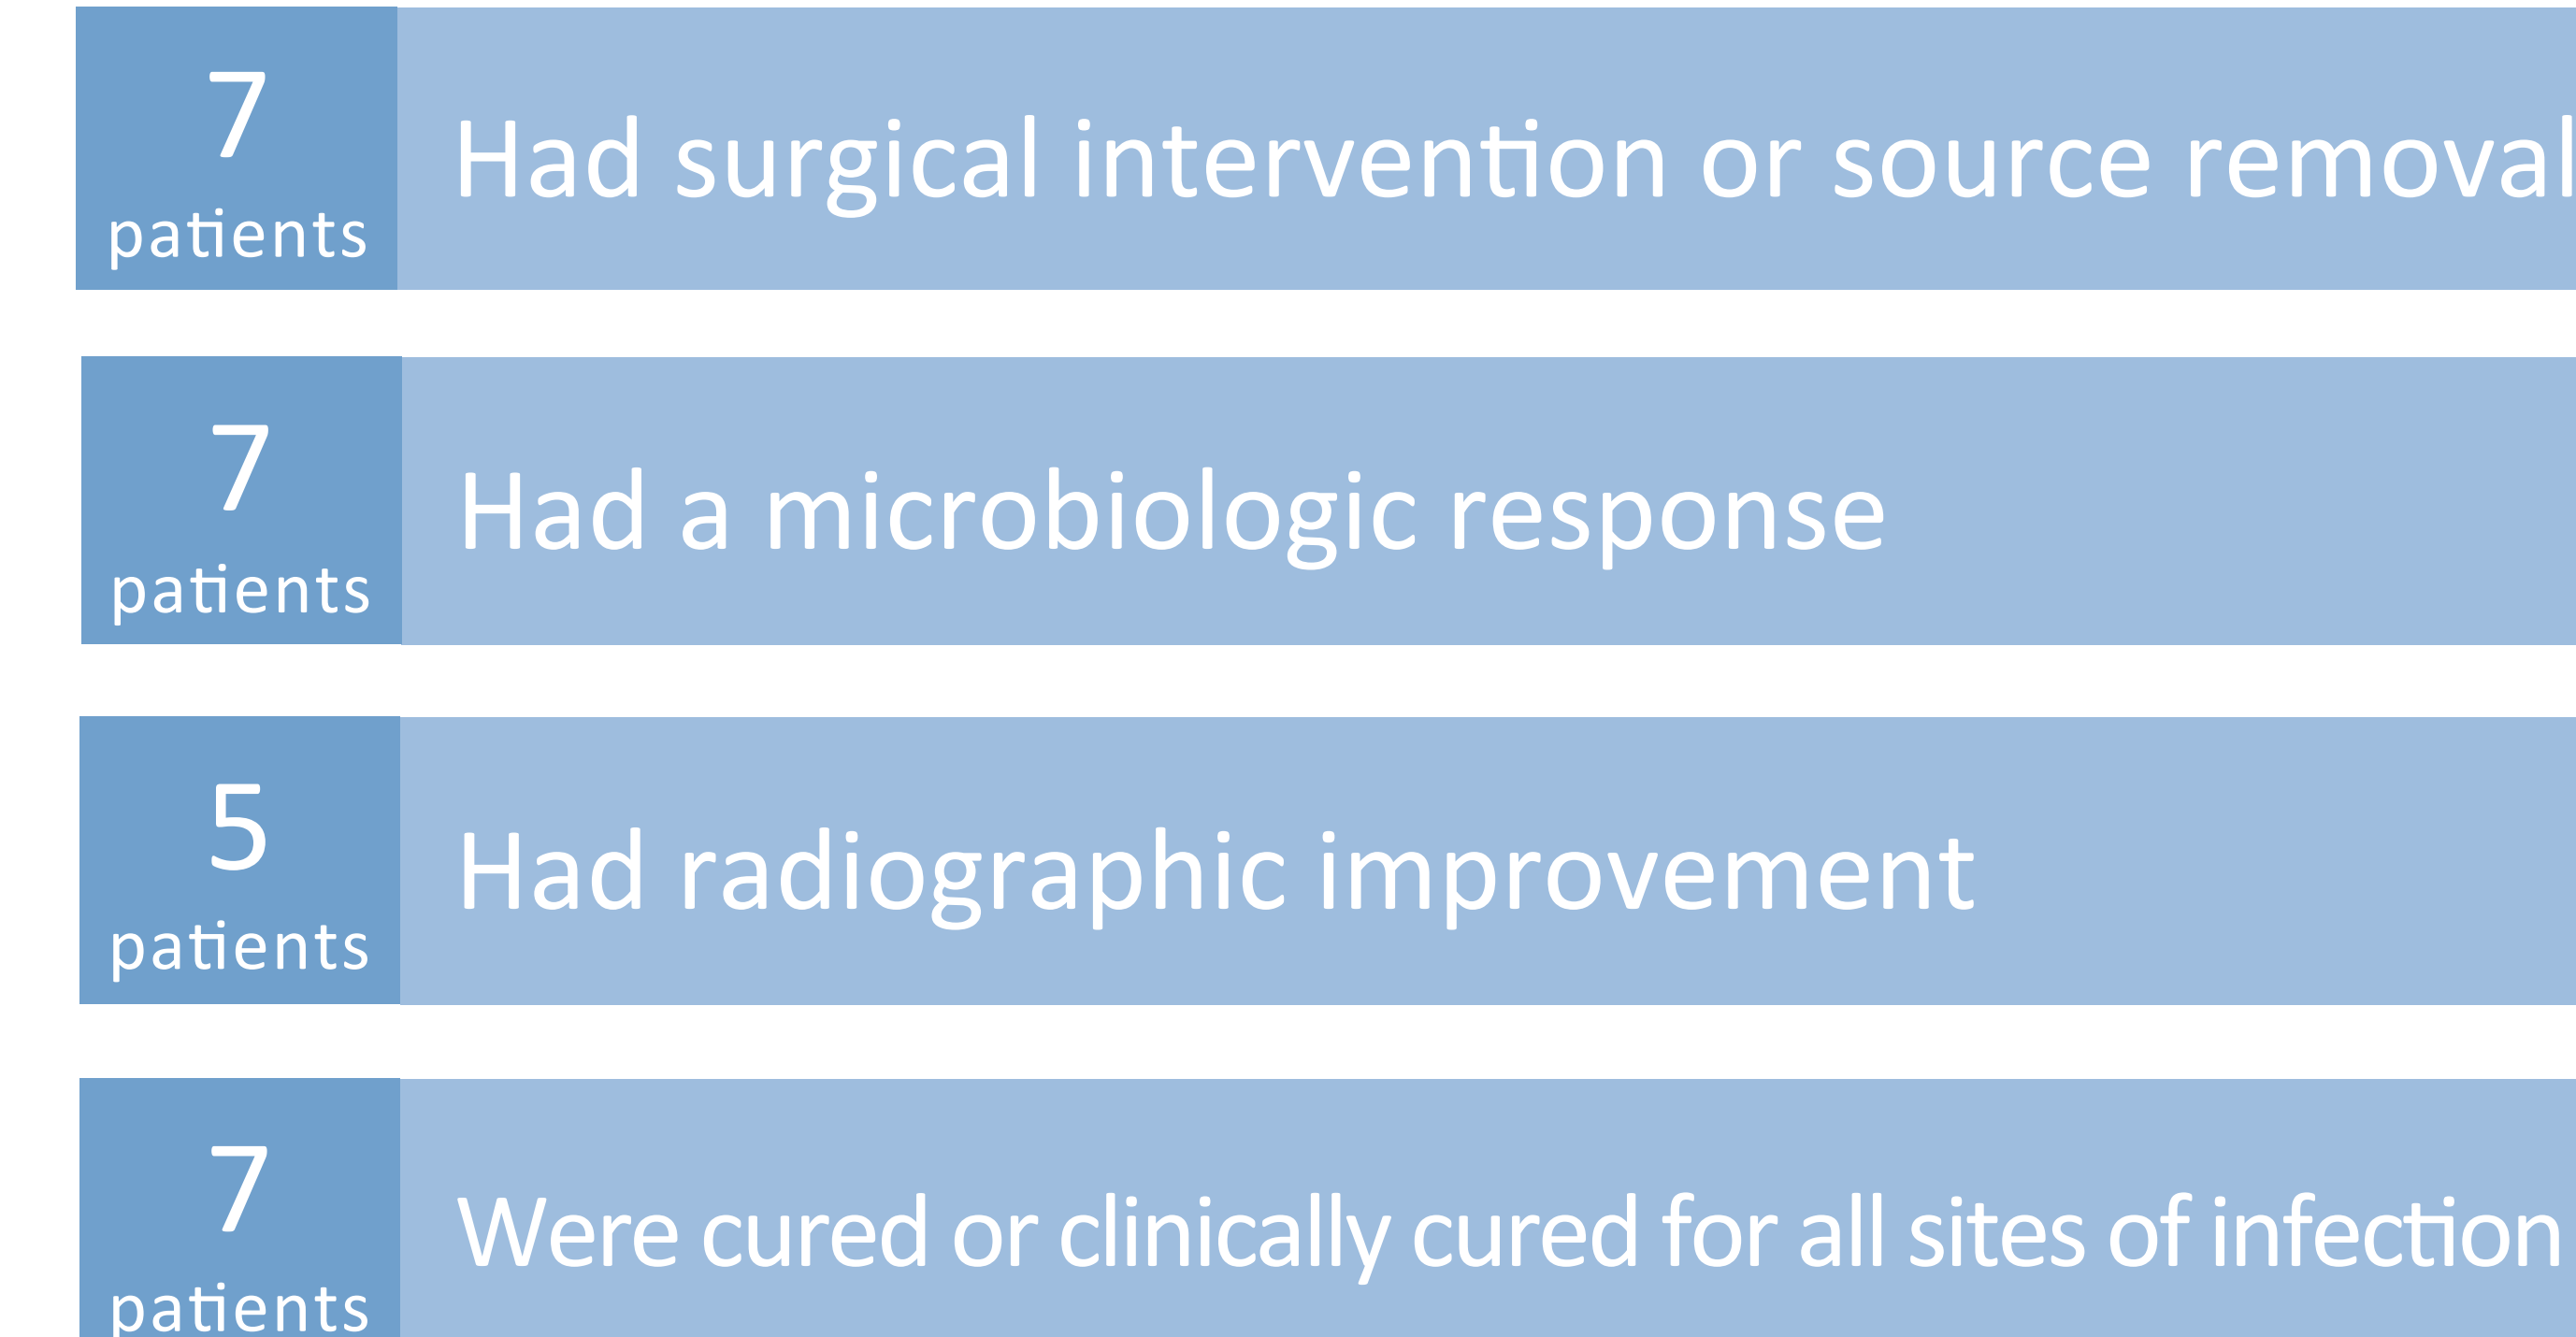 7
patients
Had surgical intervention or source removal
7
patients
Had a microbiologic response
5
patients
Had radiographic improvement
7
patients
Were cured or clinically cured for all sites of infection